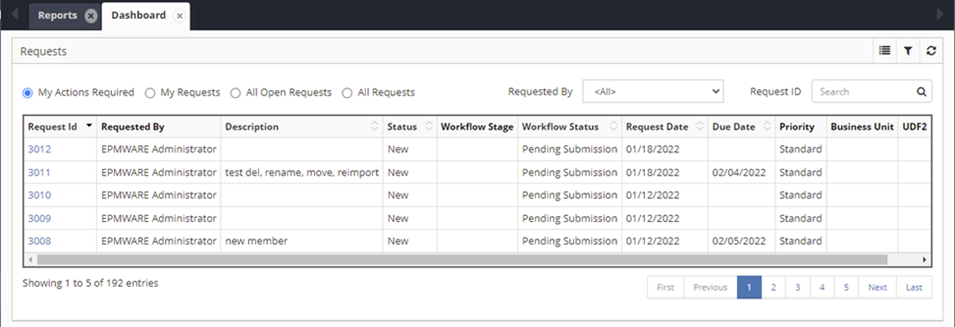 Reports Dashboard
Requests
My Actions Required My Requests All Open Requests All Requests Requested By <All> Request ID Search
Request Id Requested By Description Status Workflow Stage Workflow Status Request Date Due Date Priority Business Unit UDF2
3012 EPMWARE Administrator New Pending Submission 01/18/2022 Standard
3011 EPMWARE Administrator test del, rename, move, reimport New Pending Submission 01/18/2022 02/04/2022 Standard
3010 EPMWARE Administrator New Pending Submission 01/12/2022 Standard
3009 EPMWARE Administrator New Pending Submission 01/12/2022 Standard
3008 EPMWARE Administrator new member New Pending Submission 01/12/2022 02/05/2022 Standard
Showing 1 to 5 of 192 entries First Previous 1 2 3 4 5 Next Last